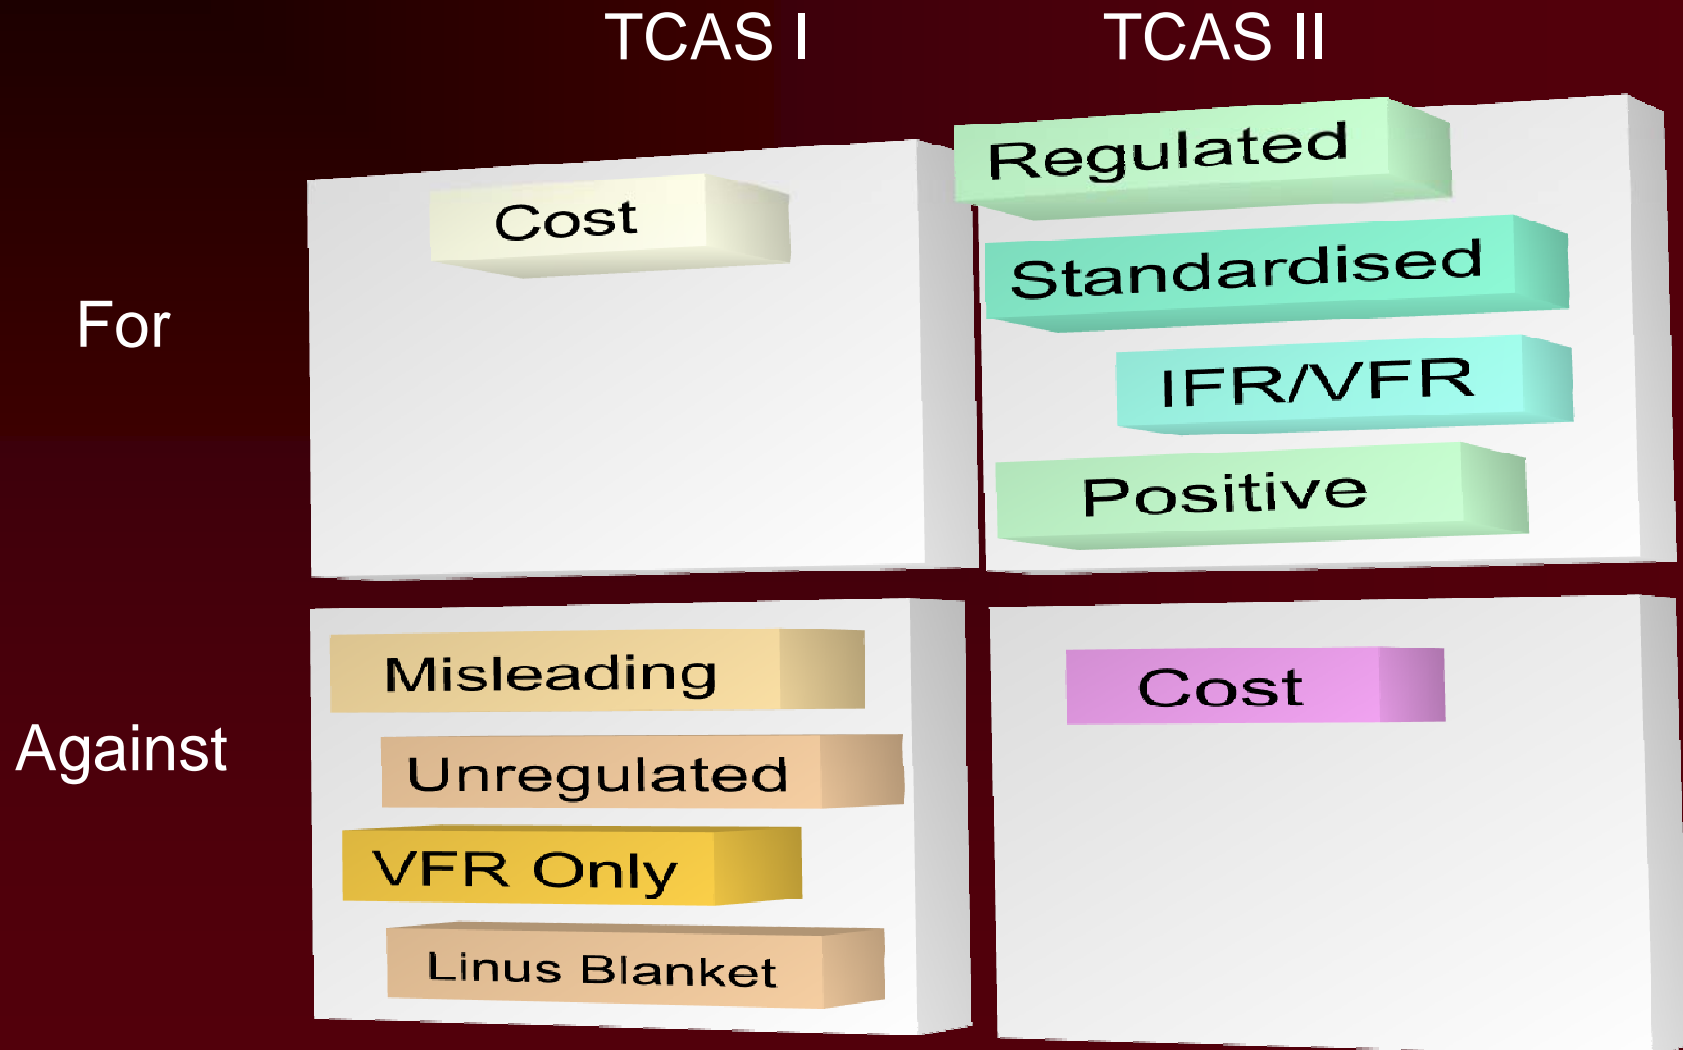 TCAS I
TCAS II
For
Cost
Regulated
Standardised
IFR/VFR
Positive
Against
Misleading
Unregulated
VFR Only
Linus Blanket
Cost